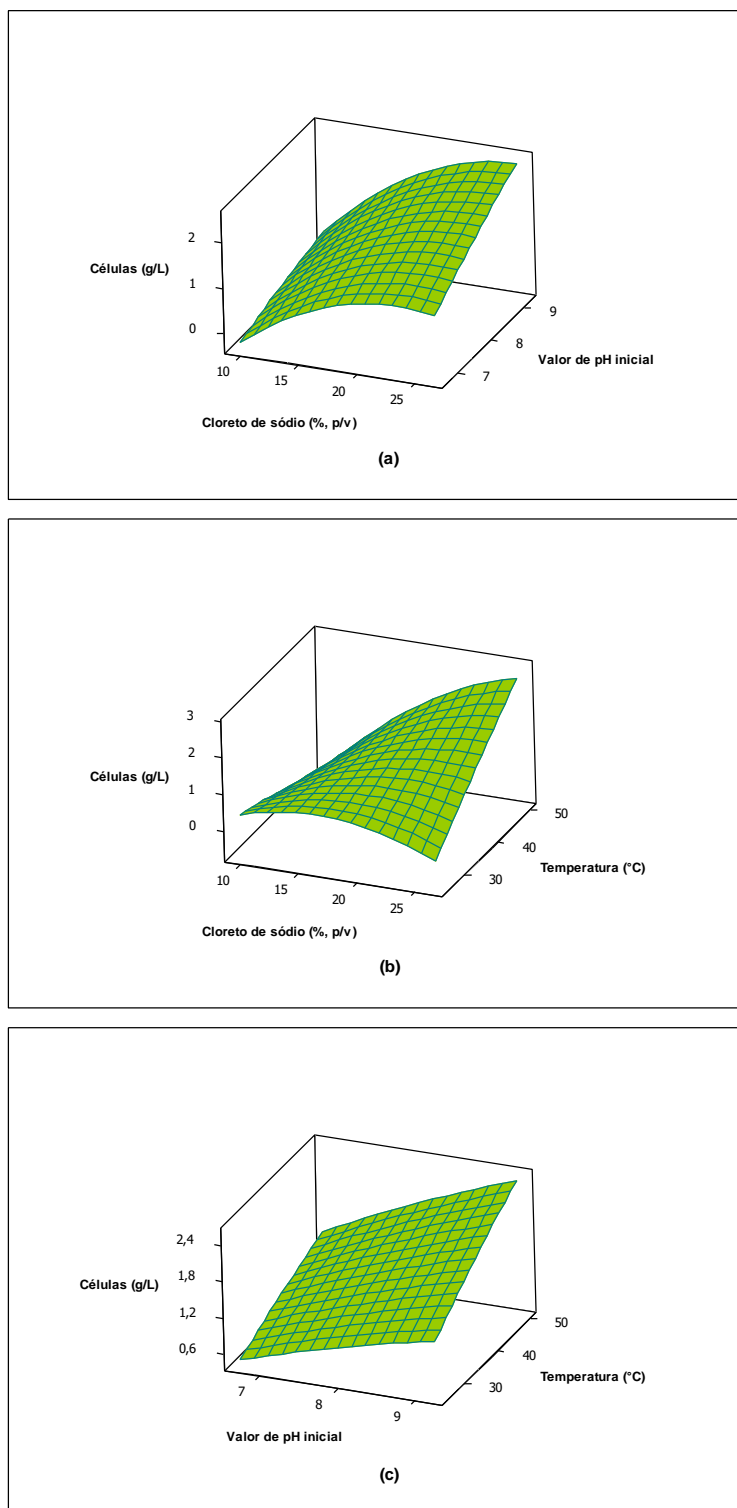 2
Células (g/L)
1
0
9
8
Valor de pH inicial
7
10
15
20
25
Cloreto de sódio (%, p/v)
(a)
3
2
Células (g/L)
1
0
50
40
Temperatura (°C)
30
10
15
20
25
Cloreto de sódio (%, p/v)
(b)
2,4
Células (g/L)
1,8
1,2
0,6
50
40
Temperatura (°C)
30
7
8
9
Valor de pH inicial
(c)